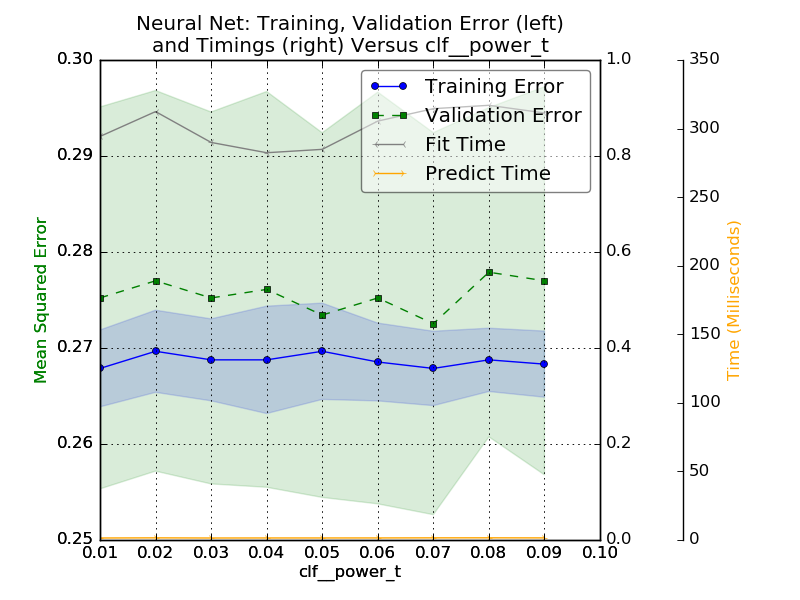 Neural Net: Training, Validation Error (left)
and Timings (right) Versus clf__power_t
Training Error
Validation Error
Fit Time
Predict Time
Mean Squared Error
0.30
0.29
0.28
0.27
0.26
0.25
1.0
0.8
0.6
0.4
0.2
0.0
350
300
250
200
150
100
50
0
Time (Milliseconds)
0.01 0.02 0.03 0.04 0.05 0.06 0.07 0.08 0.09 0.10
clf__power_t